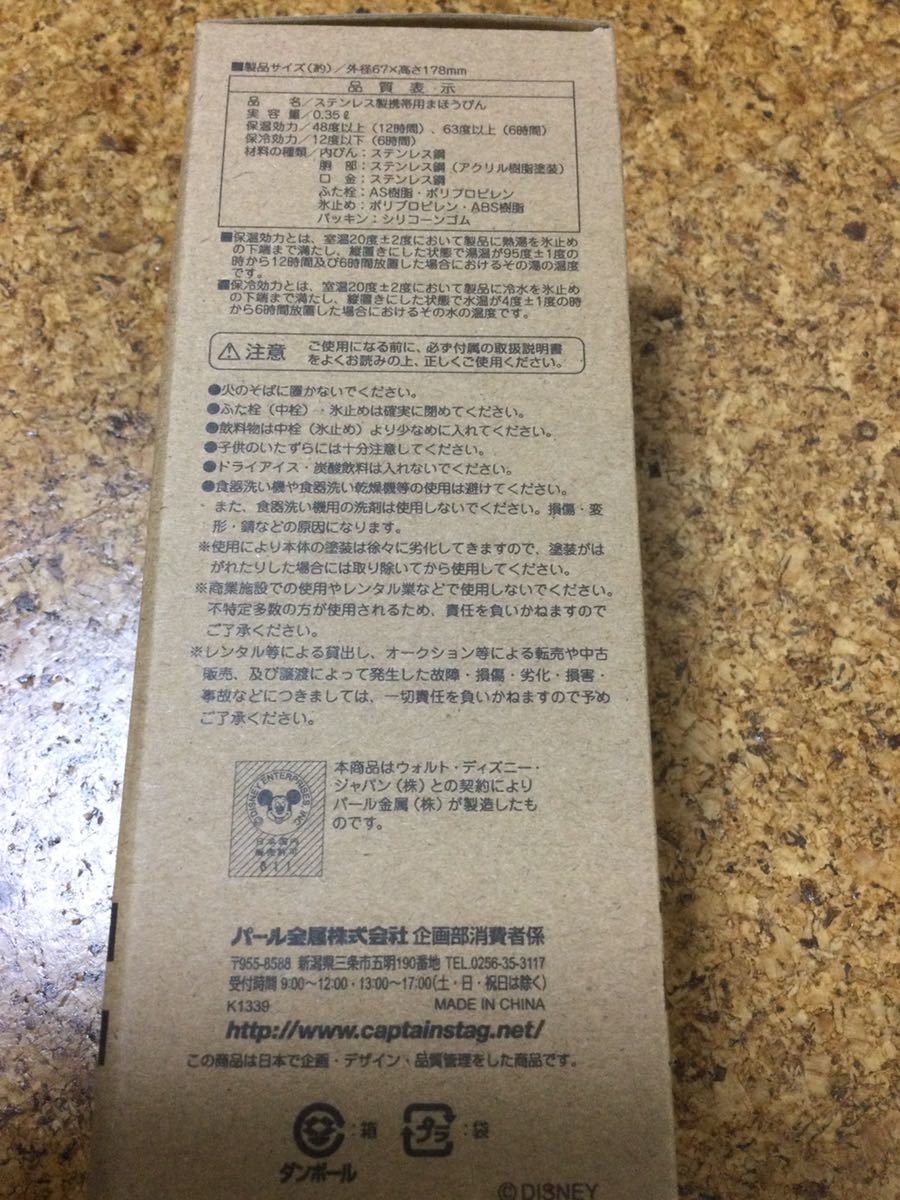 ■製品サイズ(約)/外径67×高さ178mm
品質表示
品名/ステンレス製携帯用まほうびん
実容量/0.35ℓ
保温効力/48度以上(12時間)、63度以上(6時間)
保冷効力/12度以下(6時間)
材料の種類/内びん:ステンレス鋼
胴部:ステンレス鋼(アクリル樹脂塗装)
口金:ステンレス鋼
ふた栓:AS樹脂・ポリプロピレン
氷止め:ポリプロピレン・ABS樹脂
パッキン:シリコーンゴム
■保温効力とは、室温20度±2度において製品に熱湯を氷止め
の下端まで満たし、縦置きにした状態で湯温が95度±1度の
時から12時間及び6時間放置した場合におけるその湯の温度
です。
■保冷効力とは、室温20度±2度において製品に冷水を氷止め
の下端まで満たし、縦置きにした状態で水温が4度±1度の時
から6時間放置した場合におけるその水の温度です。
⚠注意 ご使用になる前に、必ず付属の取扱説明書
をよくお読みの上、正しくご使用ください。
●火のそばに置かないでください。
●ふた栓(中栓)・氷止めは確実に閉めてください。
●飲料物は中栓(氷止め)より少なめに入れてください。
●子供のいたずらには十分注意してください。
●ドライアイス・炭酸飲料は入れないでください。
●食器洗い機や食器洗い乾燥機等の使用は避けてください。
また、食器洗い機用の洗剤は使用しないでください。損傷・変
形・錆などの原因になります。
※使用により本体の塗装は徐々に劣化してきますので、塗装がは
がれたりした場合には取り除いてから使用してください。
※商業施設での使用やレンタル業などで使用しないでください。
不特定多数の方が使用されるため、責任を負いかねますので
ご了承ください。
※レンタル等による貸出し、オークション等による転売や中古
販売、及び譲渡によって発生した故障・損傷・劣化・損害・
事故などにつきましては、一切責任を負いかねますので予め
ご了承ください。
©DISNEY ENTERPRISES, INC.
日本国内
販売許可
611
本商品はウォルト・ディズニー・
ジャパン(株)との契約により
パール金属(株)が製造したも
のです。
パール金属株式会社 企画部消費者係
〒955-8588 新潟県三条市五明190番地 TEL.0256-35-3117
受付時間 9:00~12:00・13:00~17:00(土・日・祝日は除く)
K1339 MADE IN CHINA
http://www.captainstag.net/
この商品は日本で企画・デザイン、品質管理をした商品です。
:箱 プラ :袋
ダンボール
©DISNEY